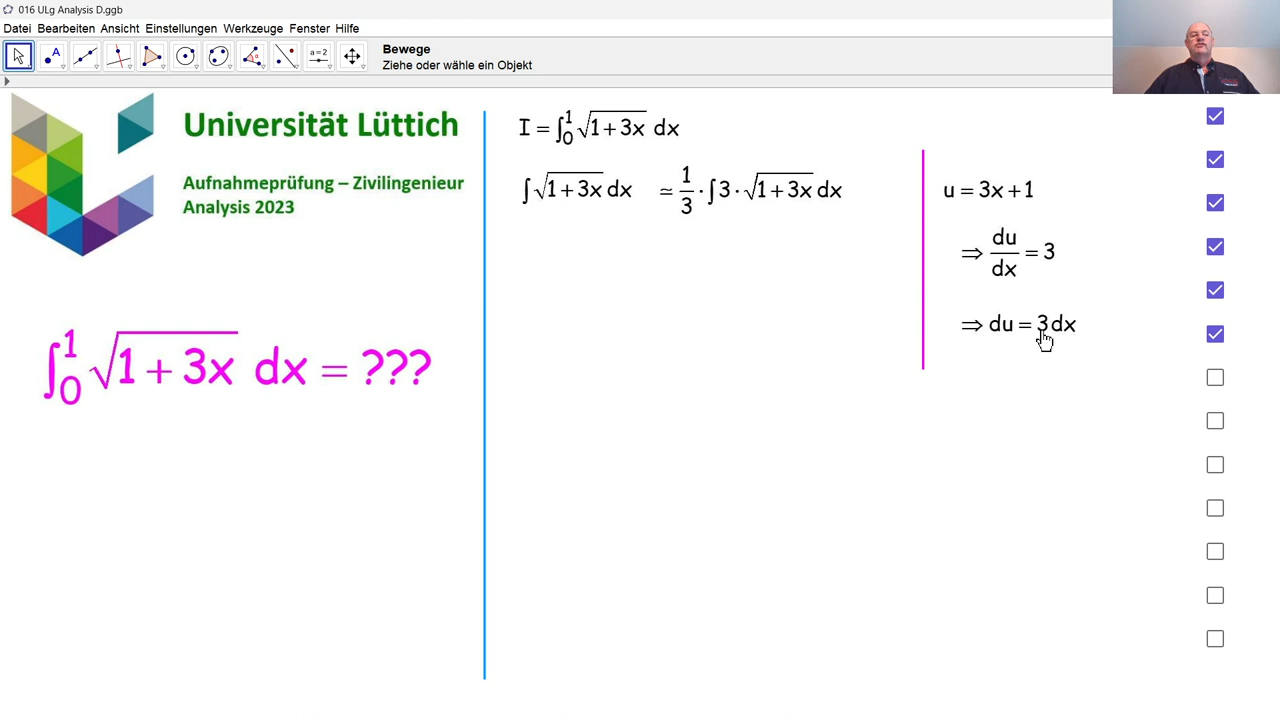 016 ULg Analysis D.ggb
Datei Bearbeiten Ansicht Einstellungen Werkzeuge Fenster Hilfe
A
a=2
Bewege
Ziehe oder wähle ein Objekt
Universität Lüttich
Aufnahmeprüfung – Zivilingenieur
Analysis 2023
∫₀¹ √(1+3x) dx = ???
I = ∫₀¹ √(1+3x) dx
∫√(1+3x) dx ≃ 1/3 · ∫3 · √(1+3x) dx
u = 3x+1
⇒ du/dx = 3
⇒ du = 3dx